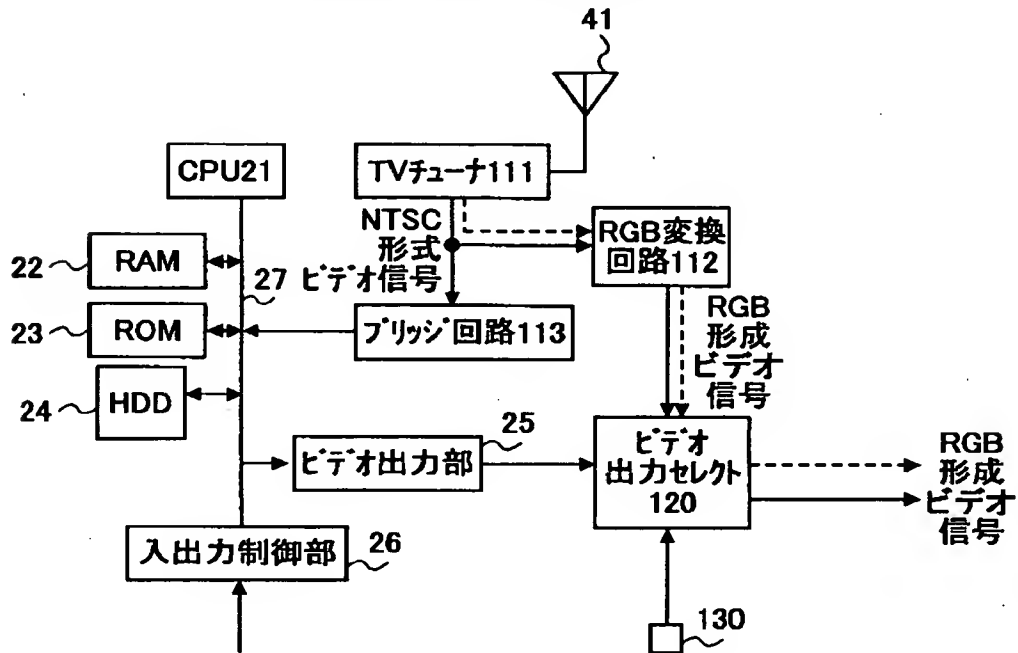 41
CPU21
TVチューナ111
NTSC
形式
ビデオ信号
RGB変換
回路112
22
RAM
27
23
ROM
ブリッジ回路113
RGB
形成
ビデオ
信号
24
HDD
25
ビデオ出力部
ビデオ
出力セレクト
120
RGB
形成
ビデオ
信号
入出力制御部
26
130